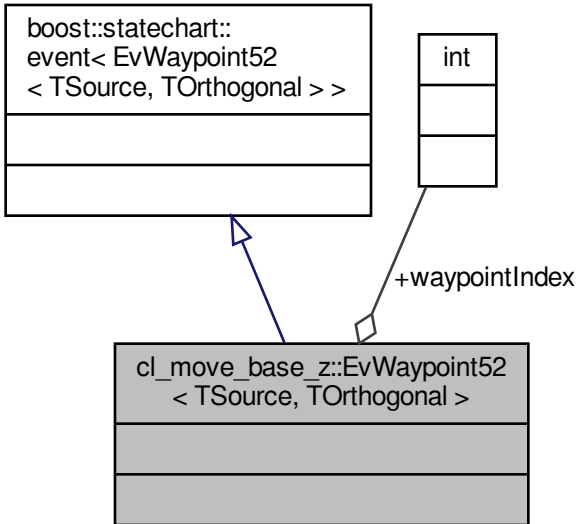 boost::statechart::
event< EvWaypoint52
< TSource, TOrthogonal > >
int
+waypointIndex
cl_move_base_z::EvWaypoint52
< TSource, TOrthogonal >